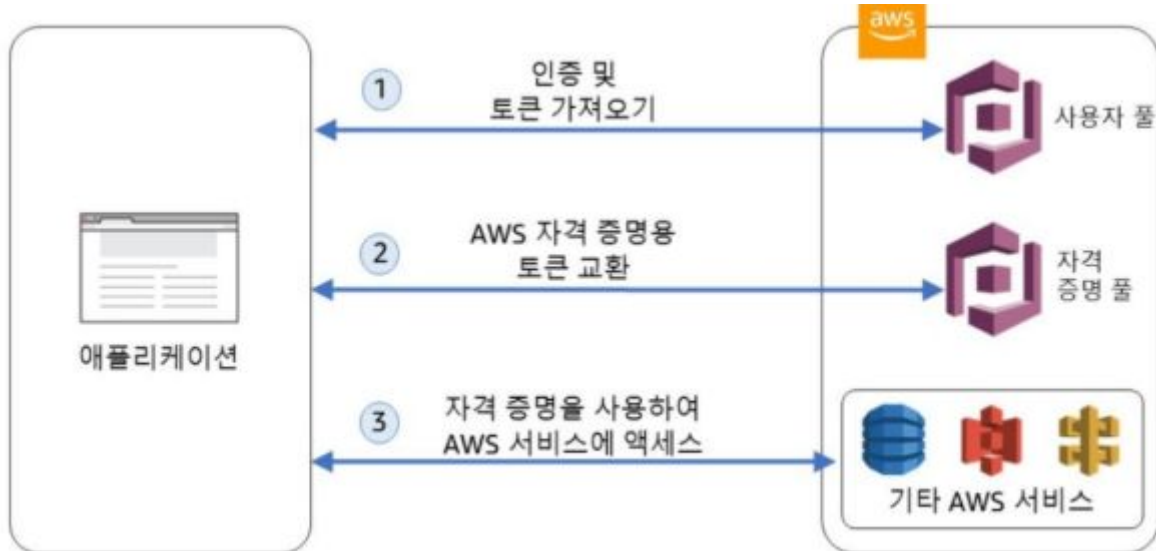 aws
1
인증 및
토큰 가져오기
사용자 풀
2
AWS 자격 증명용
토큰 교환
자격
증명 풀
애플리케이션
3
자격 증명을 사용하여
AWS 서비스에 액세스
기타 AWS 서비스